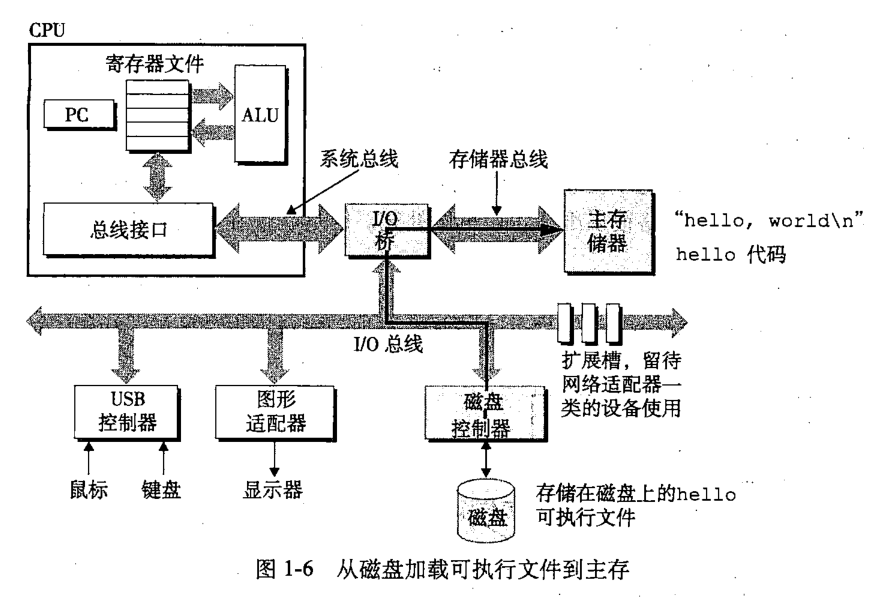 CPU
寄存器文件
PC
ALU
系统总线
存储器总线
总线接口
I/O
桥
主存
储器
“hello, world\n”
hello 代码
I/O 总线
扩展槽，留待
网络适配器一
类的设备使用
USB
控制器
图形
适配器
磁盘
控制器
鼠标
键盘
显示器
磁盘
存储在磁盘上的hello
可执行文件
图 1-6 从磁盘加载可执行文件到主存